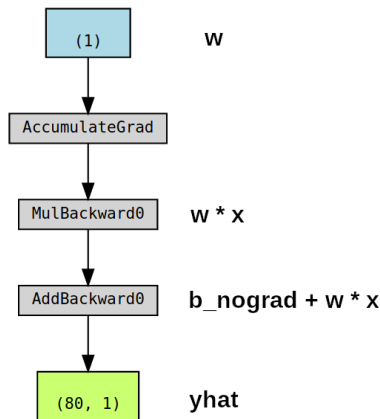 (1) w
AccumulateGrad
MulBackward0 w * x
AddBackward0 b_nograd + w * x
(80, 1) yhat